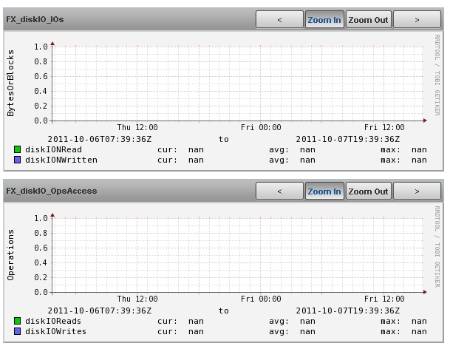 FX_diskIO_IOs < Zoom In Zoom Out >
BytesOrBlocks
1.0
0.8
0.6
0.4
0.2
0.0
Thu 12:00 Fri 00:00 Fri 12:00
2011-10-06T07:39:36Z to 2011-10-07T19:39:36Z
diskIONRead cur: nan avg: nan max: nan
diskIONWritten cur: nan avg: nan max: nan
RRDTOOL / TOBI OETIKER
FX_diskIO_OpsAccess < Zoom In Zoom Out >
Operations
1.0
0.8
0.6
0.4
0.2
0.0
Thu 12:00 Fri 00:00 Fri 12:00
2011-10-06T07:39:36Z to 2011-10-07T19:39:36Z
diskIOReads cur: nan avg: nan max: nan
diskIOWrites cur: nan avg: nan max: nan
RRDTOOL / TOBI OETIKER